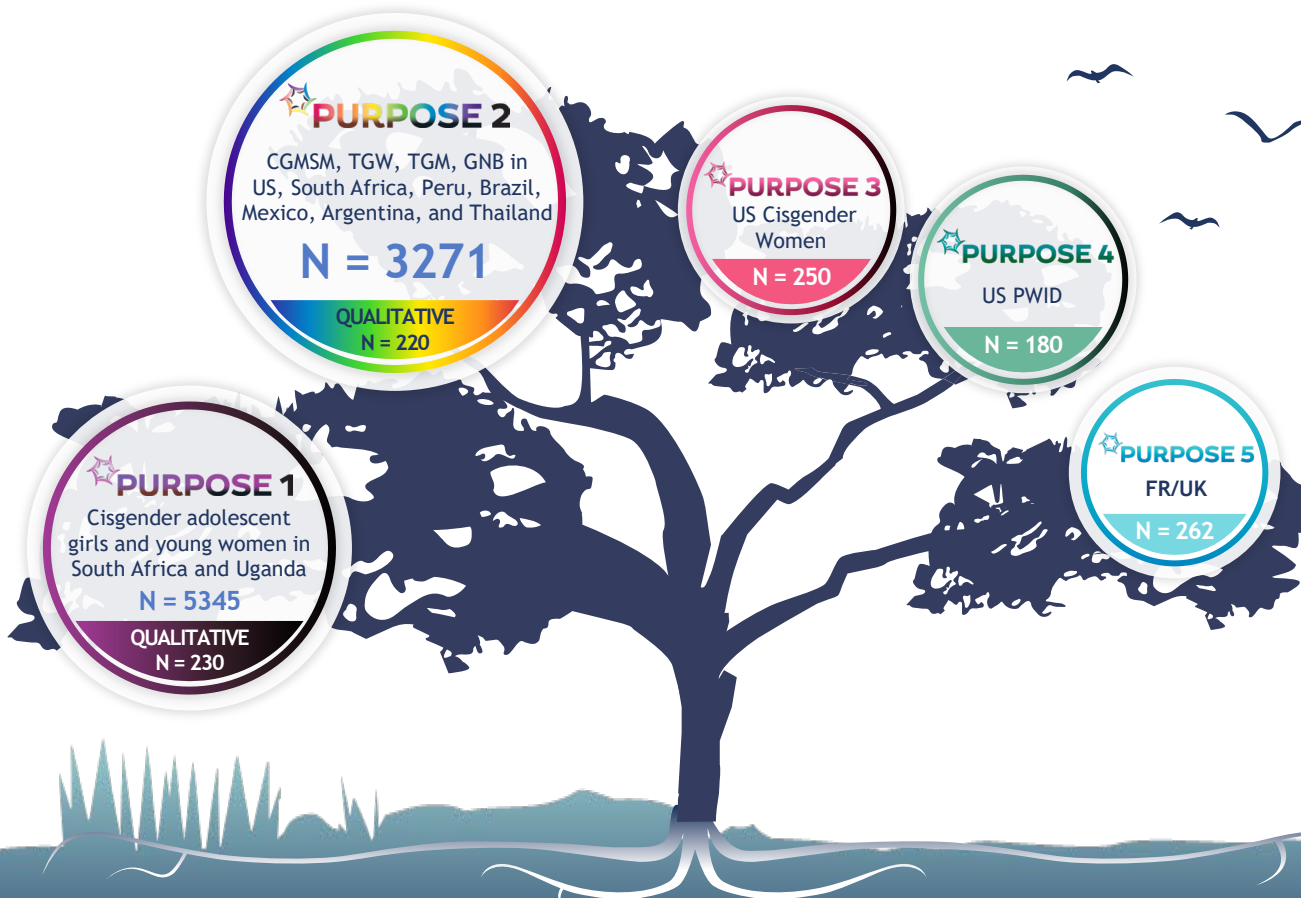 PURPOSE 2
CGMSM, TGW, TGM, GNB in
US, South Africa, Peru, Brazil,
Mexico, Argentina, and Thailand
N = 3271
QUALITATIVE
N = 220
PURPOSE 3
US Cisgender
Women
N = 250
PURPOSE 4
US PWID
N = 180
PURPOSE 5
FR/UK
N = 262
PURPOSE 1
Cisgender adolescent
girls and young women in
South Africa and Uganda
N = 5345
QUALITATIVE
N = 230